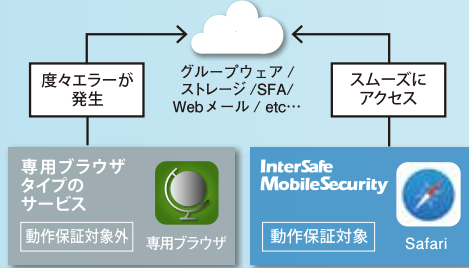 度々エラーが
発生
グループウェア /
ストレージ /SFA/
Webメール / etc…
スムーズに
アクセス
専用ブラウザ
タイプの
サービス
動作保証対象外
専用ブラウザ
InterSafe
MobileSecurity
動作保証対象
Safari